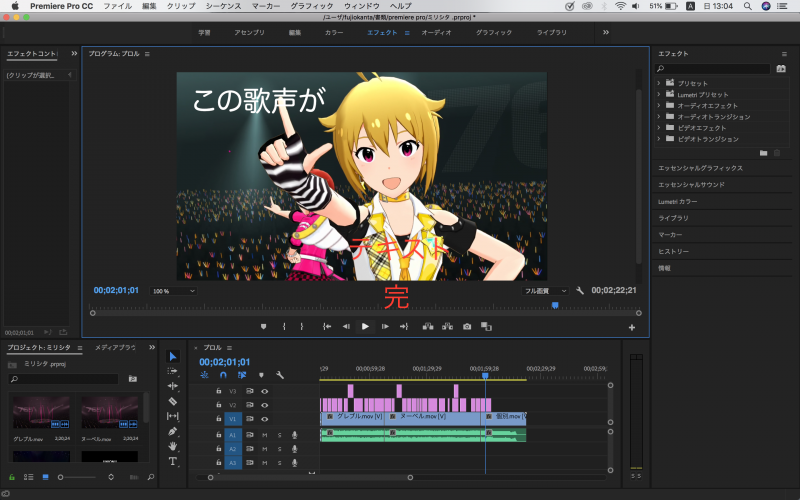 Premiere Pro CC ファイル 編集 クリップ シーケンス マーカー グラフィック ウィンドウ ヘルプ 51% A 日 13:04
/ユーザ/fujiokanta/書類/premiere pro/ミリシタ .prproj *
学習 アセンブリ 編集 カラー エフェクト オーディオ グラフィック ライブラリ
エフェクトコント
プログラム: プロル
エフェクト
(クリップが選択...
プリセット
Lumetri プリセット
オーディオエフェクト
オーディオトランジション
ビデオエフェクト
ビデオトランジション
エッセンシャルグラフィックス
エッセンシャルサウンド
Lumetri カラー
ライブラリ
マーカー
ヒストリー
情報
この歌声が
76
テキスト
完
00;02;01;01 100 % フル画質 00;02;22;21
00;02;01;01
プロジェクト: ミリシタ
メディアブラウ
ミリシタ .prproj
グレブル.mov 2;20;24
ヌーベル.mov 2;20;24
プロル
00;02;01;01
;29 00;00;59;28 00;01;29;29 00;01;59;28 00;02;29;29 00;02;59;28
V3
V2
V1
A1 M S
A2 M S
A3 M S
グレブル.mov [V]
ヌーベル.mov [V]
個別.mov [V
S S